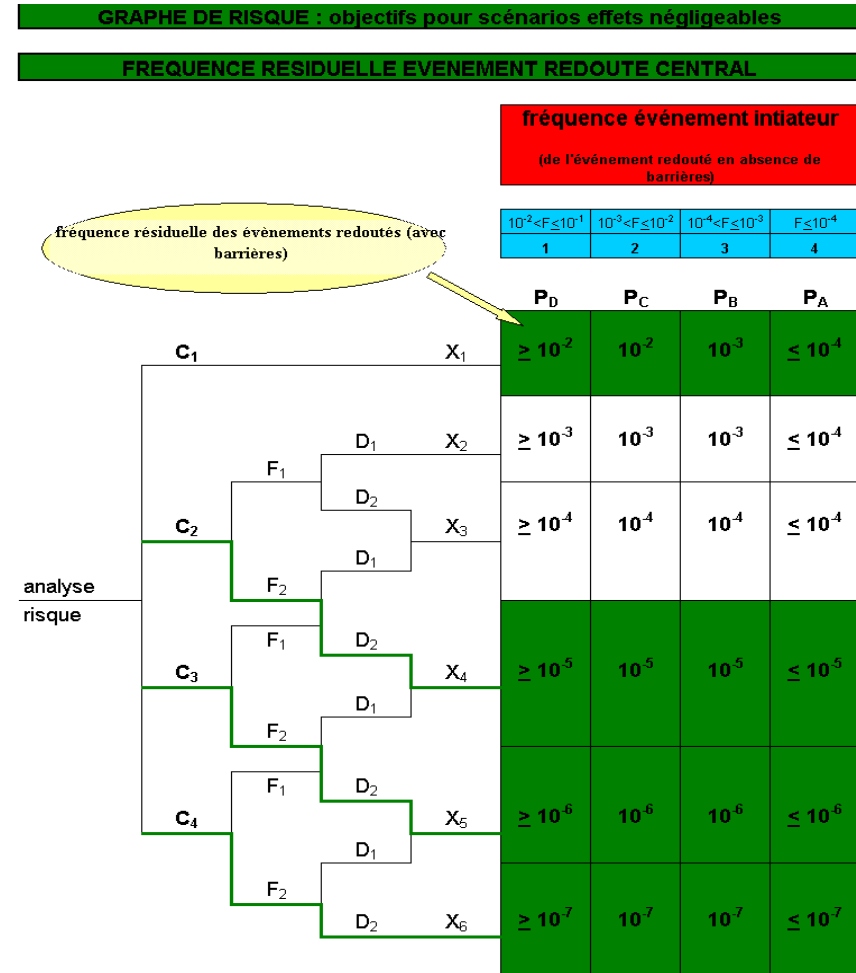 GRAPHE DE RISQUE : objectifs pour scénarios effets négligeables
FREQUENCE RESIDUELLE EVENEMENT REDOUTE CENTRAL
fréquence événement intiateur
(de l'événement redouté en absence de
barrières)
fréquence résiduelle des évènements redoutés (avec
barrières)
10⁻²<F≤10⁻¹ 10⁻³<F≤10⁻² 10⁻⁴<F≤10⁻³ F≤10⁻⁴
1 2 3 4
P_D P_C P_B P_A
C₁ X₁ ≥ 10⁻² 10⁻² 10⁻³ ≤ 10⁻⁴
D₁ X₂ ≥ 10⁻³ 10⁻³ 10⁻³ ≤ 10⁻⁴
F₁
D₂
C₂ X₃ ≥ 10⁻⁴ 10⁻⁴ 10⁻⁴ ≤ 10⁻⁴
D₁
analyse
F₂
risque
F₁ D₂
C₃ X₄ ≥ 10⁻⁵ 10⁻⁵ 10⁻⁵ ≤ 10⁻⁵
D₁
F₂
F₁ D₂
C₄ X₅ ≥ 10⁻⁶ 10⁻⁶ 10⁻⁶ ≤ 10⁻⁶
D₁
F₂
D₂ X₆ ≥ 10⁻⁷ 10⁻⁷ 10⁻⁷ ≤ 10⁻⁷